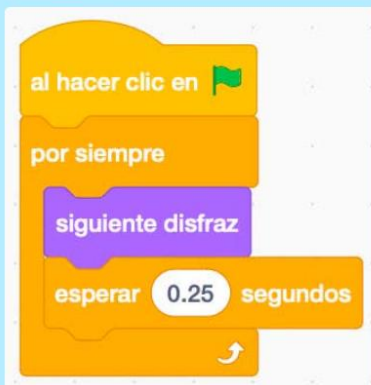 al hacer clic en
por siempre
siguiente disfraz
esperar 0.25 segundos